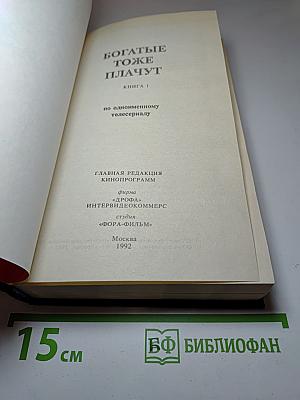 БОГАТЫЕ
ТОЖЕ
ПЛАЧУТ
КНИГА 1
по одноименному
телесериалу
ГЛАВНАЯ РЕДАКЦИЯ
КИНОПРОГРАММ
фирма
«ДРОФА»
ИНТЕРВИДЕОКОММЕРС
студия
«ФОРА-ФИЛЬМ»
Москва
1992
15 см
БФ БИБЛИОФАН